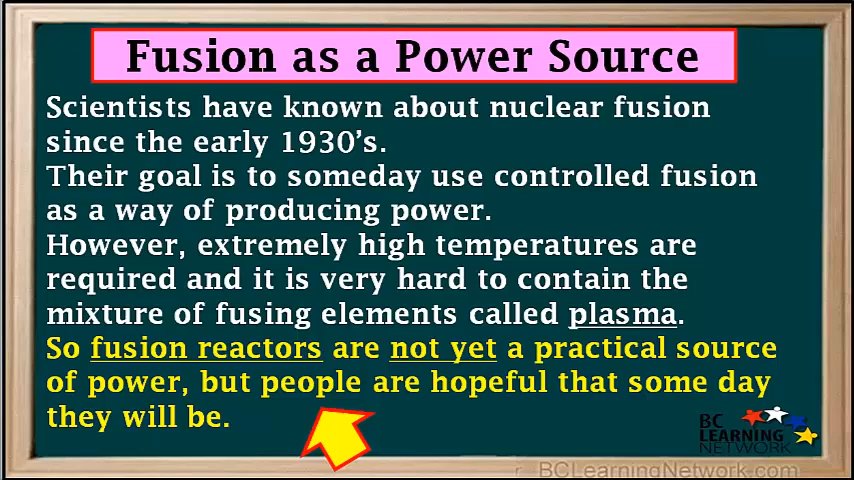 Fusion as a Power Source
Scientists have known about nuclear fusion
since the early 1930's.
Their goal is to someday use controlled fusion
as a way of producing power.
However, extremely high temperatures are
required and it is very hard to contain the
mixture of fusing elements called plasma.
So fusion reactors are not yet a practical source
of power, but people are hopeful that some day
they will be.
BC
LEARNING
NETWORK
BCLearningNetwork.com